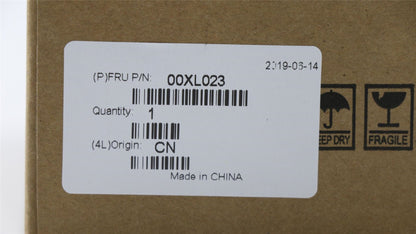 2019-06-14
(P)FRU P/N: 00XL023
Quantity: 1
(4L)Origin: CN
Made in CHINA
EEP DRY
FRAGILE